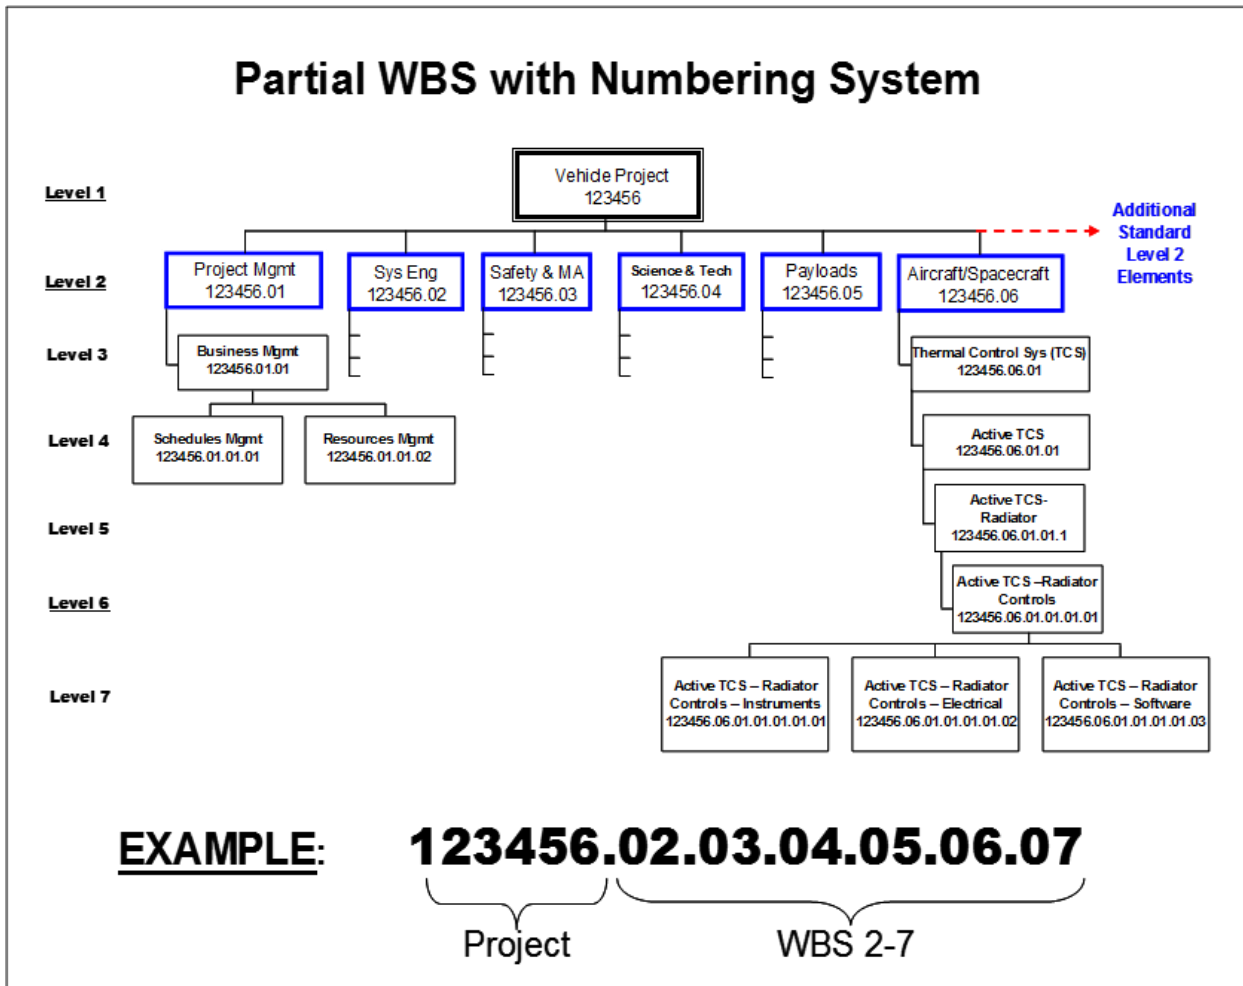 Partial WBS with Numbering System
Level 1
Vehicle Project
123456
Additional
Standard
Level 2
Elements
Level 2
Project Mgmt
123456.01
Sys Eng
123456.02
Safety & MA
123456.03
Science & Tech
123456.04
Payloads
123456.05
Aircraft/Spacecraft
123456.06
Level 3
Business Mgmt
123456.01.01
Thermal Control Sys (TCS)
123456.06.01
Level 4
Schedules Mgmt
123456.01.01.01
Resources Mgmt
123456.01.01.02
Active TCS
123456.06.01.01
Level 5
Active TCS-
Radiator
123456.06.01.01.1
Level 6
Active TCS –Radiator
Controls
123456.06.01.01.01.01
Level 7
Active TCS – Radiator
Controls – Instruments
123456.06.01.01.01.01.01
Active TCS – Radiator
Controls – Electrical
123456.06.01.01.01.01.02
Active TCS – Radiator
Controls – Software
123456.06.01.01.01.01.03
EXAMPLE: 123456.02.03.04.05.06.07
Project
WBS 2-7